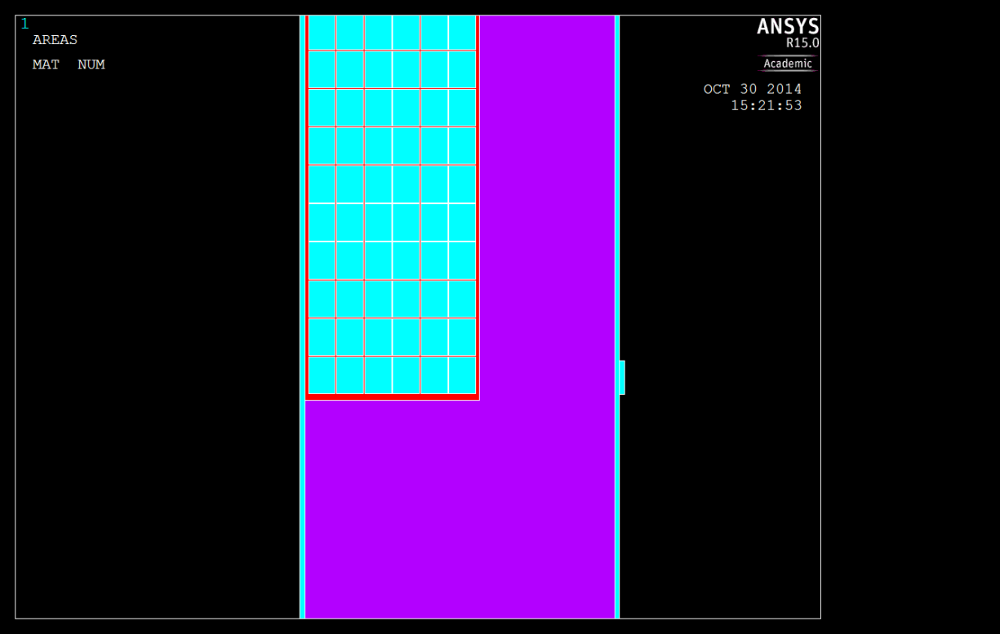 1
AREAS
MAT NUM
ANSYS
R15.0
Academic
OCT 30 2014
15:21:53